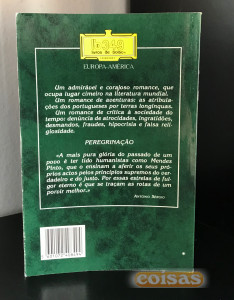 livros de bolso
EUROPA-AMÉRICA
Um admirável e corajoso romance, que
ocupa lugar cimeiro na literatura mundial.
Um romance de aventuras: as atribula-
ções dos portugueses por terras longínquas.
Um romance de crítica à sociedade do
tempo: denúncia de atrocidades, ingratidões,
desmandos, fraudes, hipocrisia e falsa reli-
giosidade.
PEREGRINAÇÃO
«A mais pura glória do passado de um
povo é ter tido humanistas como Mendes
Pinto, que o ensinam a aferir os seus pró-
prios actos pelos princípios supremos do ver-
dadeiro e do justo. Por essas estrelas de ful-
gor eterno é que se traçam as rotas de um
porvir melhor.»
ANTÓNIO SÉRGIO
coisas